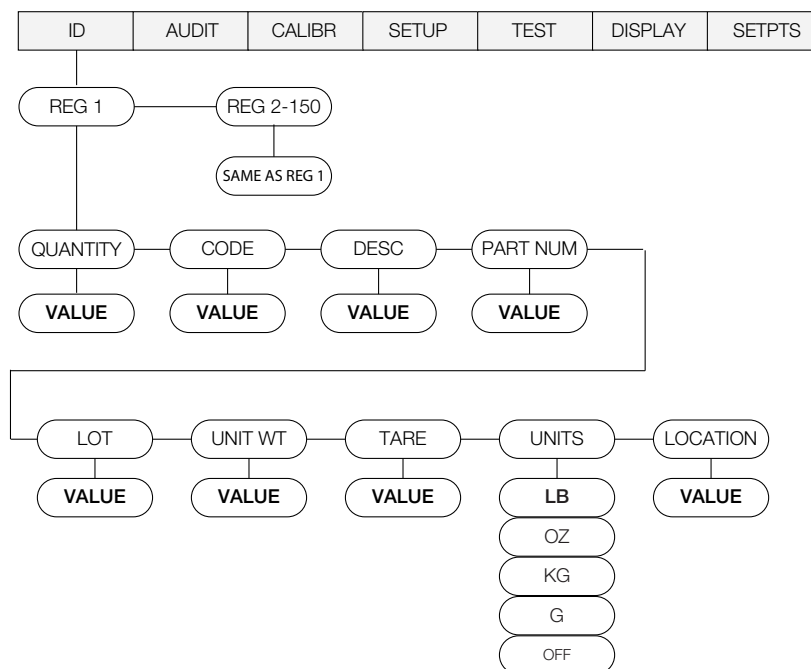 ID AUDIT CALIBR SETUP TEST DISPLAY SETPTS
REG 1 REG 2-150
SAME AS REG 1
QUANTITY CODE DESC PART NUM
VALUE VALUE VALUE VALUE
LOT UNIT WT TARE UNITS LOCATION
VALUE VALUE VALUE LB VALUE
OZ
KG
G
OFF